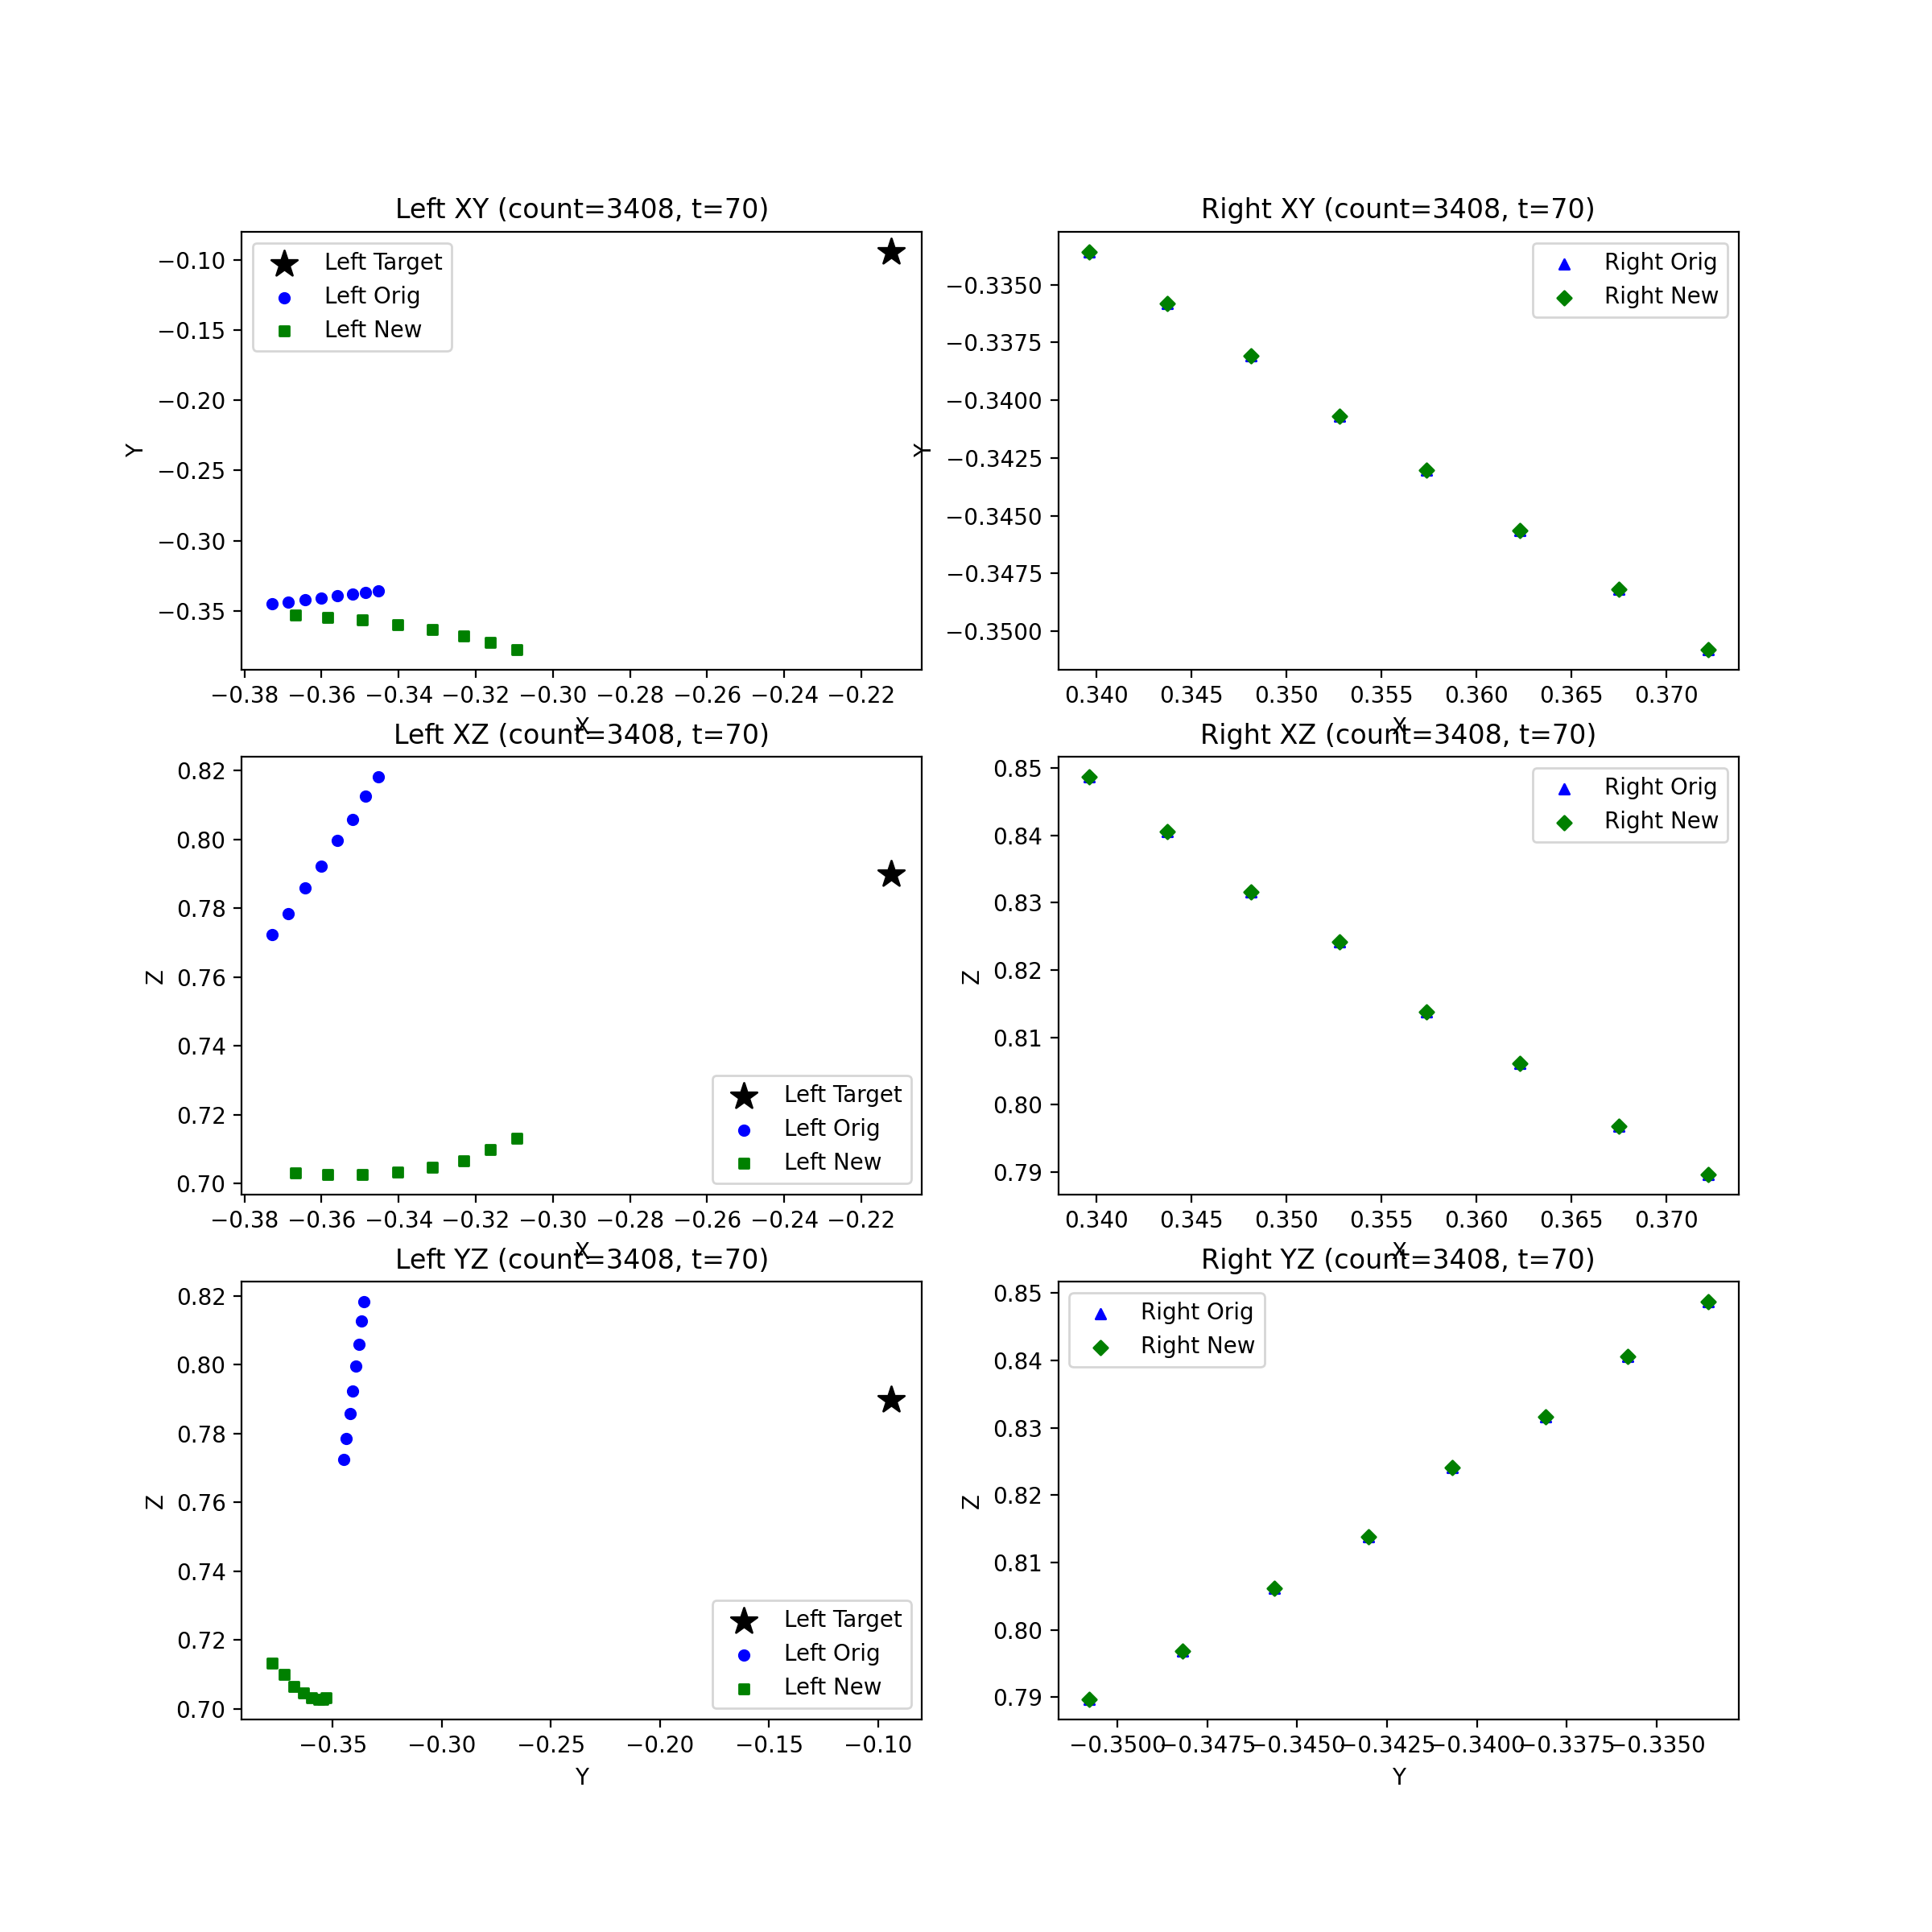 Left XY (count=3408, t=70)
Left Target
Left Orig
Left New
−0.10
−0.15
−0.20
−0.25
−0.30
−0.35
Y
−0.38 −0.36 −0.34 −0.32 −0.30 −0.28 −0.26 −0.24 −0.22
X
Right XY (count=3408, t=70)
Right Orig
Right New
−0.3350
−0.3375
−0.3400
−0.3425
−0.3450
−0.3475
−0.3500
Y
0.340 0.345 0.350 0.355 0.360 0.365 0.370
X
Left XZ (count=3408, t=70)
0.82
0.80
0.78
0.76
0.74
0.72
0.70
Z
Left Target
Left Orig
Left New
−0.38 −0.36 −0.34 −0.32 −0.30 −0.28 −0.26 −0.24 −0.22
X
Right XZ (count=3408, t=70)
Right Orig
Right New
0.85
0.84
0.83
0.82
0.81
0.80
0.79
Z
0.340 0.345 0.350 0.355 0.360 0.365 0.370
X
Left YZ (count=3408, t=70)
0.82
0.80
0.78
0.76
0.74
0.72
0.70
Z
Left Target
Left Orig
Left New
−0.35 −0.30 −0.25 −0.20 −0.15 −0.10
Y
Right YZ (count=3408, t=70)
Right Orig
Right New
0.85
0.84
0.83
0.82
0.81
0.80
0.79
Z
−0.3500 −0.3475 −0.3450 −0.3425 −0.3400 −0.3375 −0.3350
Y